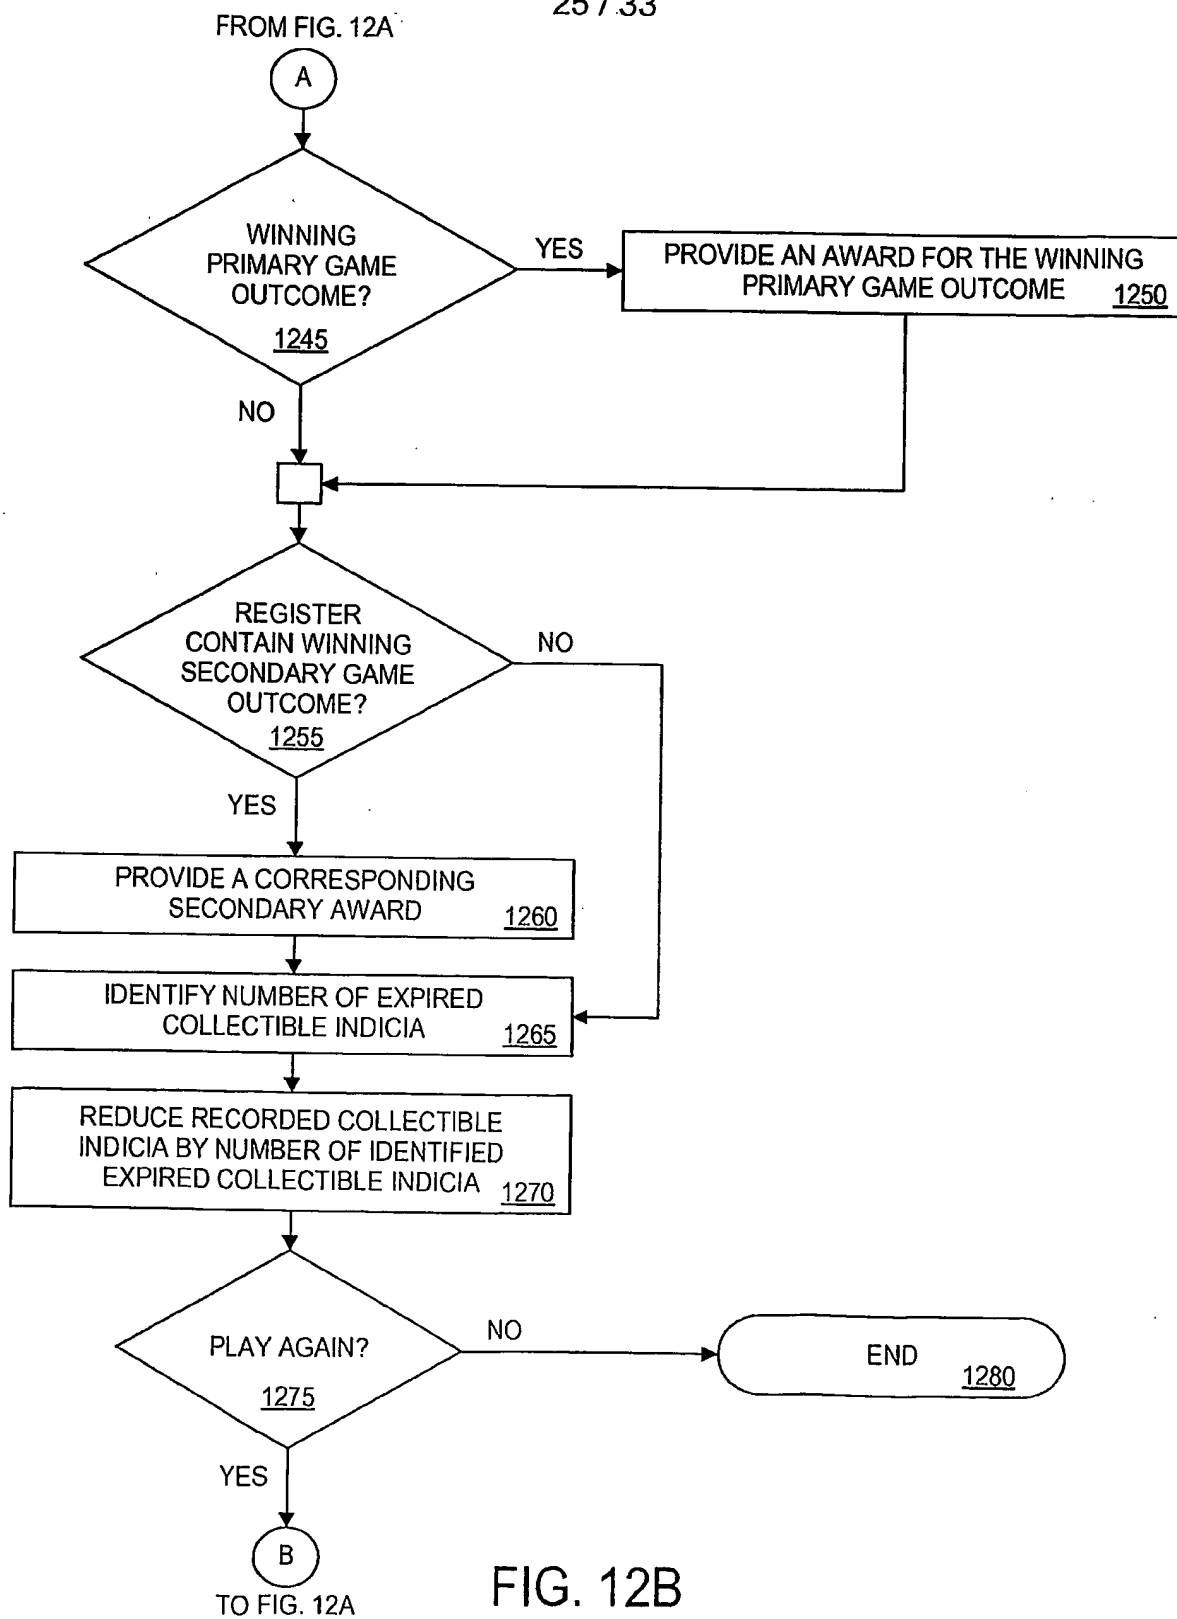 25 / 33
FROM FIG. 12A
A
WINNING
PRIMARY GAME
OUTCOME?
1245
YES
PROVIDE AN AWARD FOR THE WINNING
PRIMARY GAME OUTCOME 1250
NO
REGISTER
CONTAIN WINNING
SECONDARY GAME
OUTCOME?
1255
NO
YES
PROVIDE A CORRESPONDING
SECONDARY AWARD 1260
IDENTIFY NUMBER OF EXPIRED
COLLECTIBLE INDICIA 1265
REDUCE RECORDED COLLECTIBLE
INDICIA BY NUMBER OF IDENTIFIED
EXPIRED COLLECTIBLE INDICIA 1270
PLAY AGAIN?
1275
NO
END
1280
YES
B
TO FIG. 12A
FIG. 12B